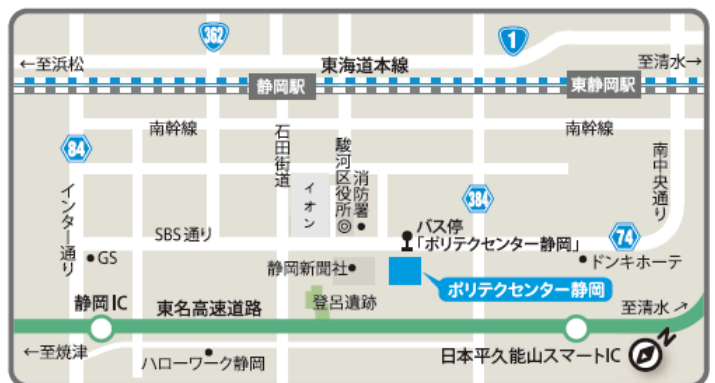 362
1
←至浜松
東海道本線
至清水→
静岡駅
東静岡駅
南幹線
石田街道
南幹線
84
駿河区役所◎
消防署
南中央通り
インター通り
イオン
384
SBS通り
バス停
「ポリテクセンター静岡」
74
GS
静岡新聞社
ドンキホーテ
ポリテクセンター静岡
静岡IC
東名高速道路
登呂遺跡
至清水↗
←至焼津
ハローワーク静岡
日本平久能山スマートIC
N